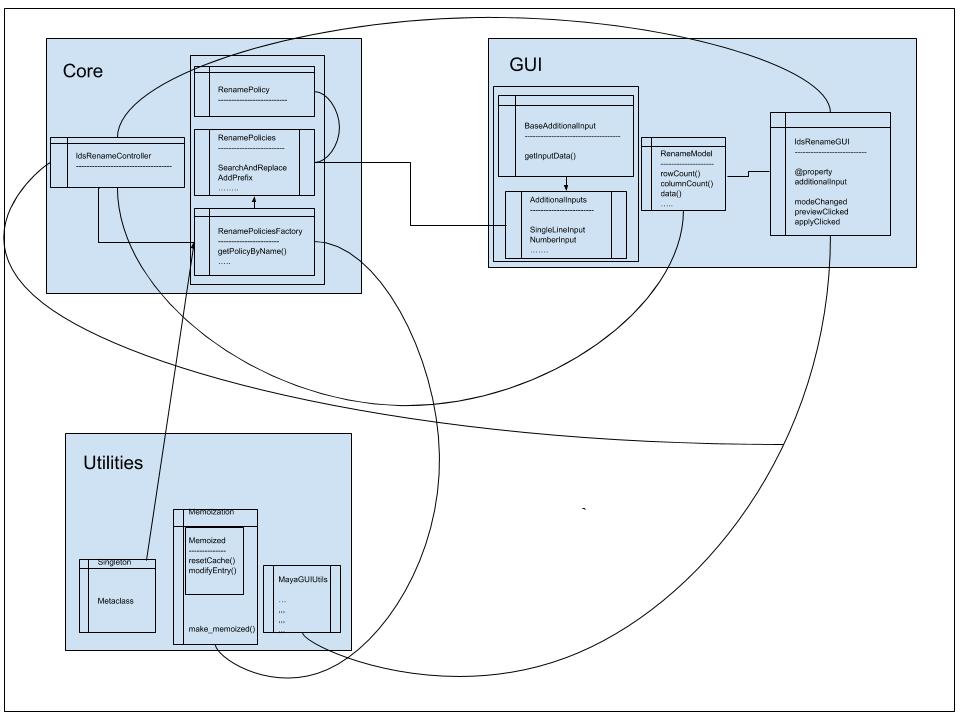 Core
RenamePolicy
--------------------------
IdsRenameController
------------------------------------
RenamePolicies
-------------------------
SearchAndReplace
AddPrefix
........
RenamePoliciesFactory
-----------------------
getPolicyByName()
.....
GUI
BaseAdditionalInput
------------------------------------
getInputData()
AdditionalInputs
------------------------
SingleLineInput
NumberInput
.......
RenameModel
--------------------
rowCount()
columnCount()
data()
.....
IdsRenameGUI
---------------------------
@property
additionalInput
modeChanged
previewClicked
applyClicked
Utilities
Singleton
Metaclass
Memoization
Memoized
--------------
resetCache()
modifyEntry()
make_memoized()
MayaGUIUtils
...
,,,
,,,
...